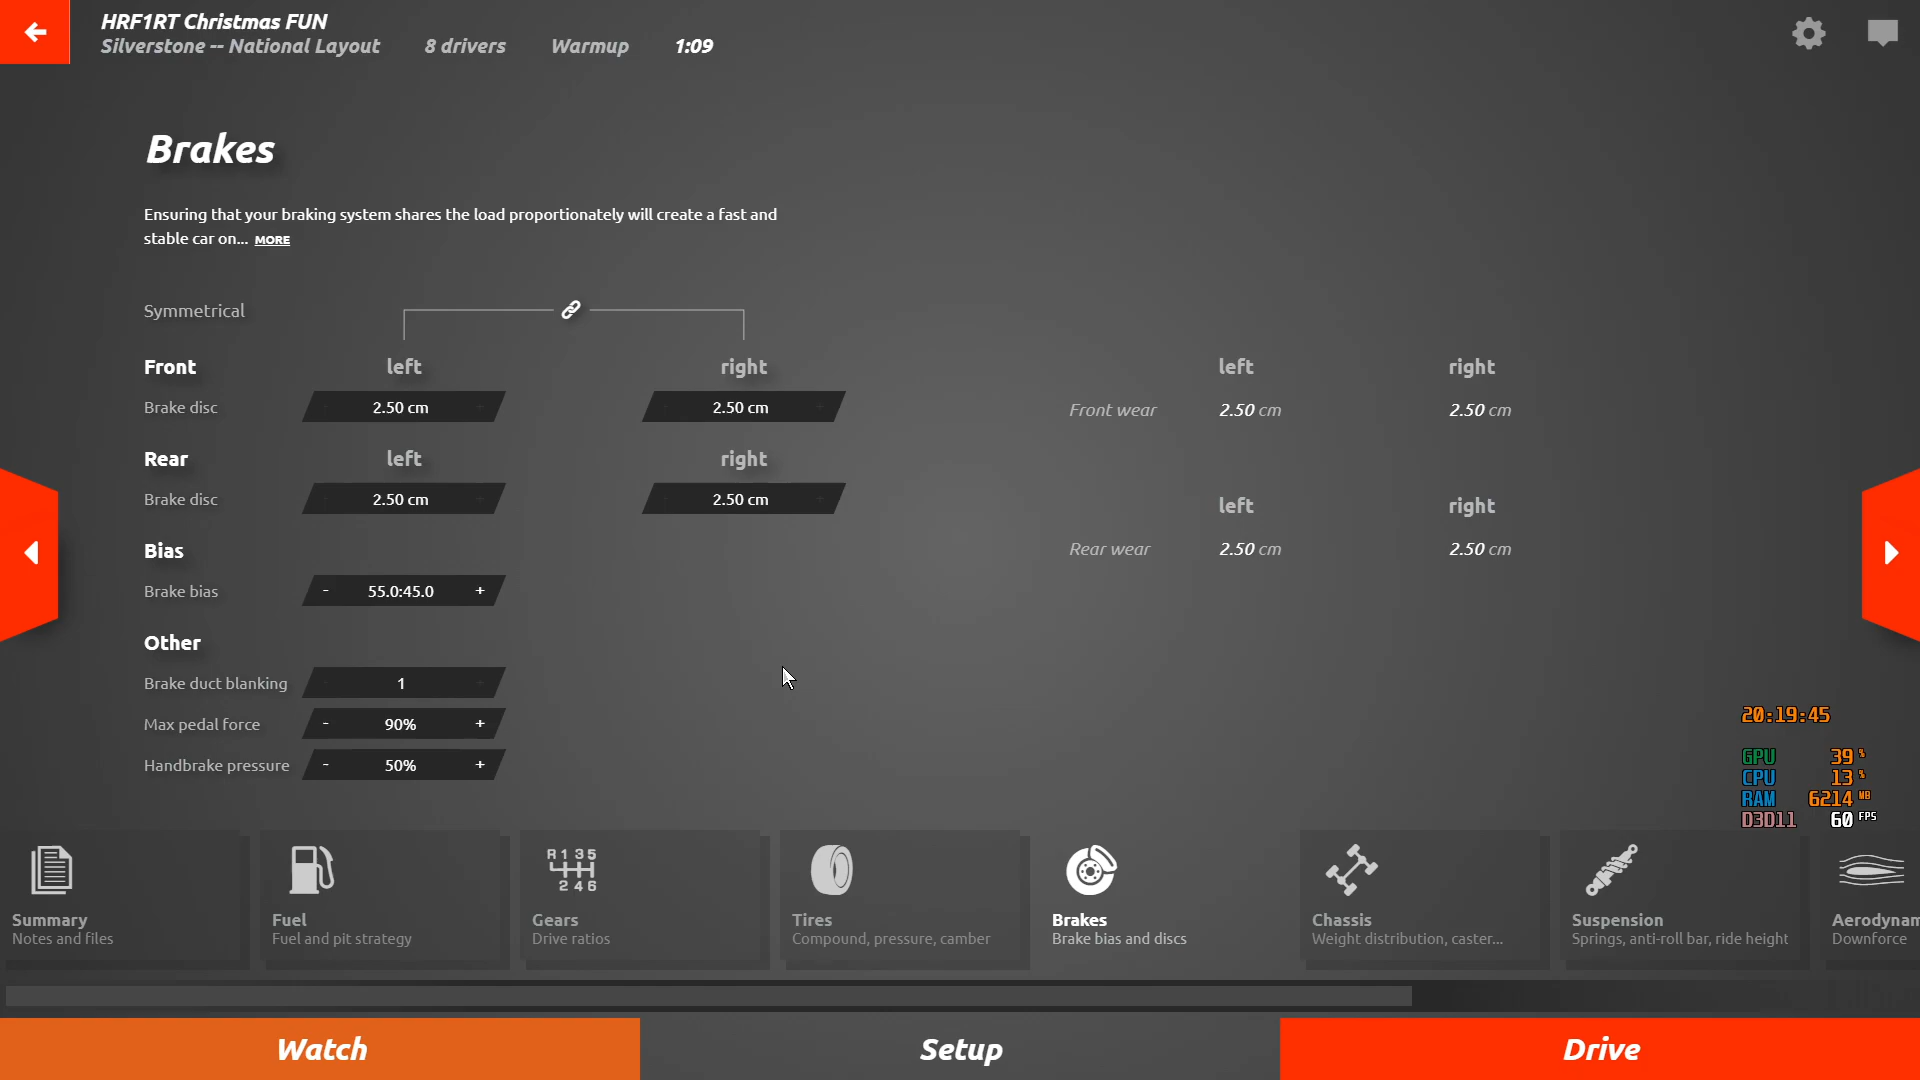 HRF1RT Christmas FUN
Silverstone -- National Layout 8 drivers Warmup 1:09
Brakes
Ensuring that your braking system shares the load proportionately will create a fast and
stable car on... MORE
Symmetrical
Front left right left right
Brake disc 2.50 cm 2.50 cm Front wear 2.50 cm 2.50 cm
Rear left right
Brake disc 2.50 cm 2.50 cm
left right
Rear wear 2.50 cm 2.50 cm
Bias
Brake bias - 55.0:45.0 +
Other
Brake duct blanking 1
Max pedal force - 90% +
Handbrake pressure - 50% +
20:19:45
GPU 39 %
CPU 13 %
RAM 6214 MB
D3D11 60 FPS
R 1 3 5
2 4 6
Summary
Notes and files
Fuel
Fuel and pit strategy
Gears
Drive ratios
Tires
Compound, pressure, camber
Brakes
Brake bias and discs
Chassis
Weight distribution, caster...
Suspension
Springs, anti-roll bar, ride height
Aerodynam
Downforce
Watch Setup Drive